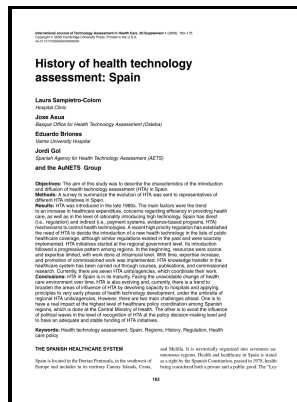 International Journal of Technology Assessment in Health Care, 25:Supplement 1 (2009), 163–173.
Copyright © 2009 Cambridge University Press. Printed in the U.S.A.
History of health technology
assessment: Spain
Laura Sampietro-Colom
Hospital Clinic
Jose Asua
Basque Office for Health Technology Assessment (Osteba)
Eduardo Briones
Valme University Hospital
Jordi Gol
Spanish Agency for Health Technology Assessment (AETS)
and the AuNETS Group
Objectives: The aim of this study was to describe the characteristics of the introduction
and diffusion of health technology assessment (HTA) in Spain.
Methods: A survey to summarize the evolution of HTA was sent to representatives of
different HTA initiatives in Spain.
Results: HTA was introduced in the late 1980s. The main factors were the trend
to an increase in healthcare expenditure, concerns regarding efficiency in providing health
care, as well as in the level of rationality introducing high technology. Spain has direct
(i.e., regulation) and indirect (i.e., payment systems, evidence-based programs, HTA)
mechanisms to control health technologies. A recent high priority regulation has established
the need of HTA to decide the introduction of a new health technology in the lists of public
healthcare coverage, although similar regulations existed in the past and were scarcely
implemented. HTA initiatives started at the regional government level. Its introduction
followed a progressive pattern among regions. In the beginning, resources were scarce
and expertise limited, with work done at intramural level. With time, expertise increase,
and promotion of commissioned work was implemented. HTA knowledge transfer in the
healthcare system has been carried out through courses, publications, and commissioned
research. Currently, there are seven HTA units/agencies, which coordinate their work.
Conclusions: HTA in Spain is in its maturity. Facing the unavoidable change of health
care environment over time, HTA is also evolving and, currently, there is a trend to
broaden the areas of influence of HTA by devolving capacity to hospitals and applying
principles to very early phases of health technology development, under the umbrella of
regional HTA units/agencies. However, there are two main challenges ahead. One is to
have a real impact at the highest level of healthcare policy coordination among Spanish
regions, which is done at the Central Ministry of Health. The other is to avoid the influence
of political waves in the level of recognition of HTA at the policy decision-making level and
to have an adequate and stable funding of HTA initiatives.
Keywords: Health technology assessment, Spain, Regions, History, Regulation, Health
care policy
THE SPANISH HEALTHCARE SYSTEM
Spain is located in the Iberian Peninsula, in the southwest of
Europe and includes in its territory Canary Islands, Ceuta,
and Melilla. It is territorially organized into seventeen au-
tonomous regions. Health and healthcare in Spain is stated
as a right by the Spanish Constitution, passed in 1978, health
being considered both a private and a public good. The "Ley
163